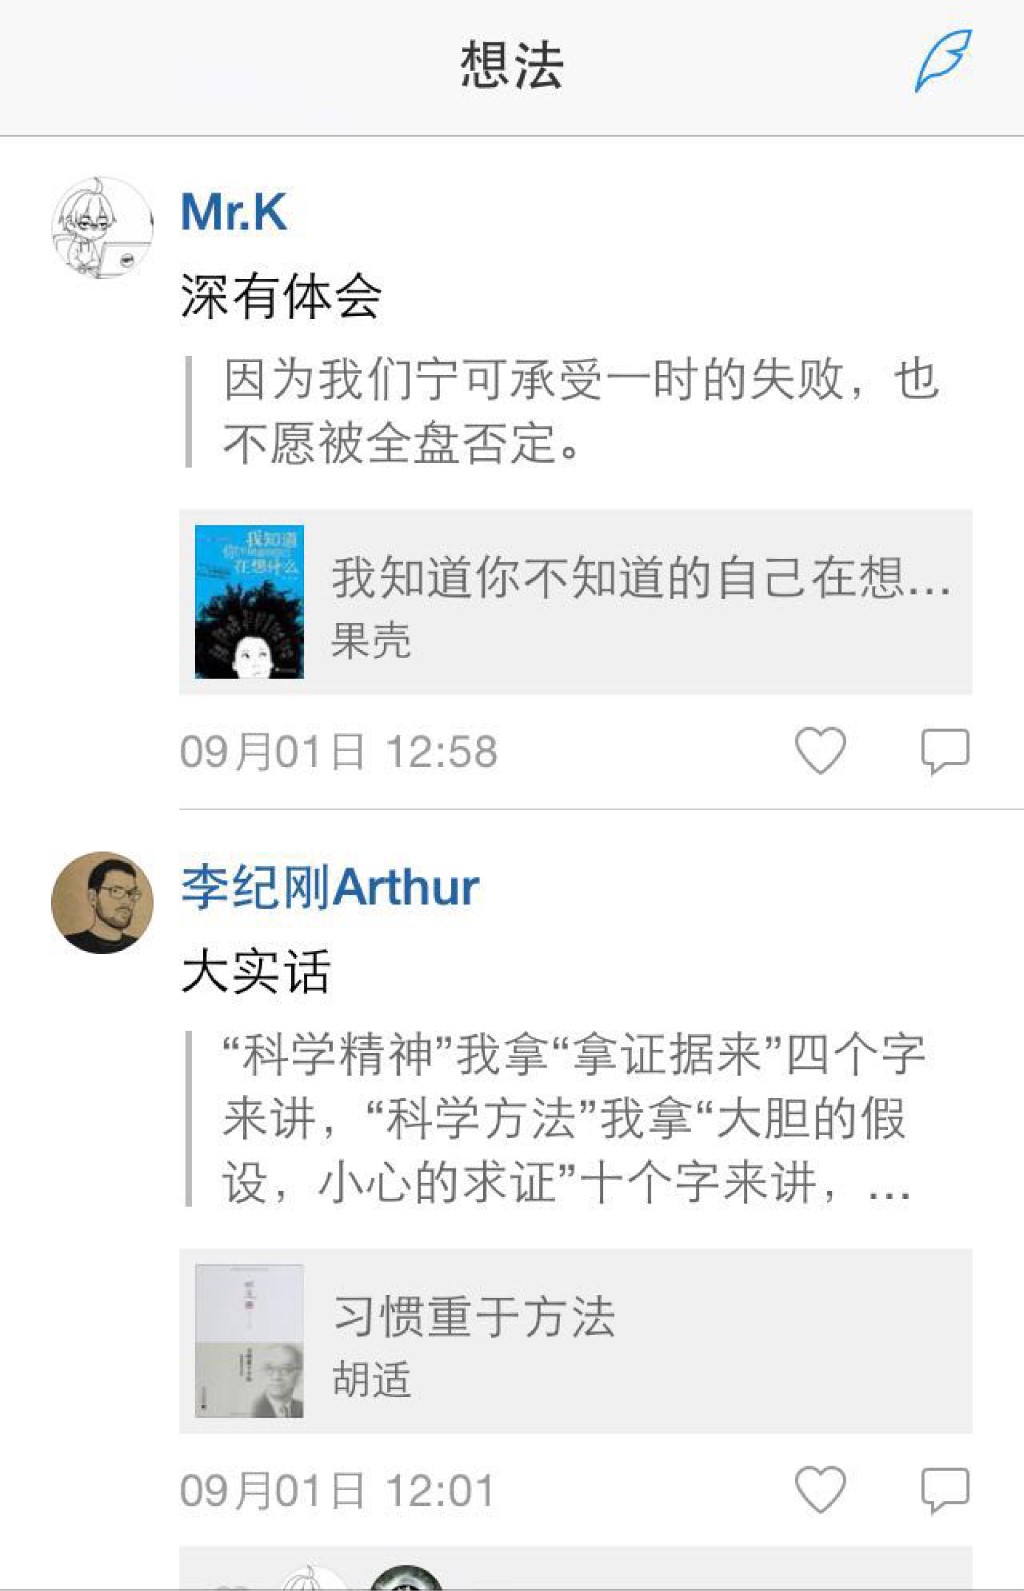 想法
Mr.K
深有体会
因为我们宁可承受一时的失败，也
不愿被全盘否定。
我知道
你不知道的自己
在想什么
我知道你不知道的自己在想...
果壳
09月01日 12:58
李纪刚Arthur
大实话
“科学精神”我拿“拿证据来”四个字
来讲，“科学方法”我拿“大胆的假
设，小心的求证”十个字来讲，...
习惯重于方法
胡适
09月01日 12:01